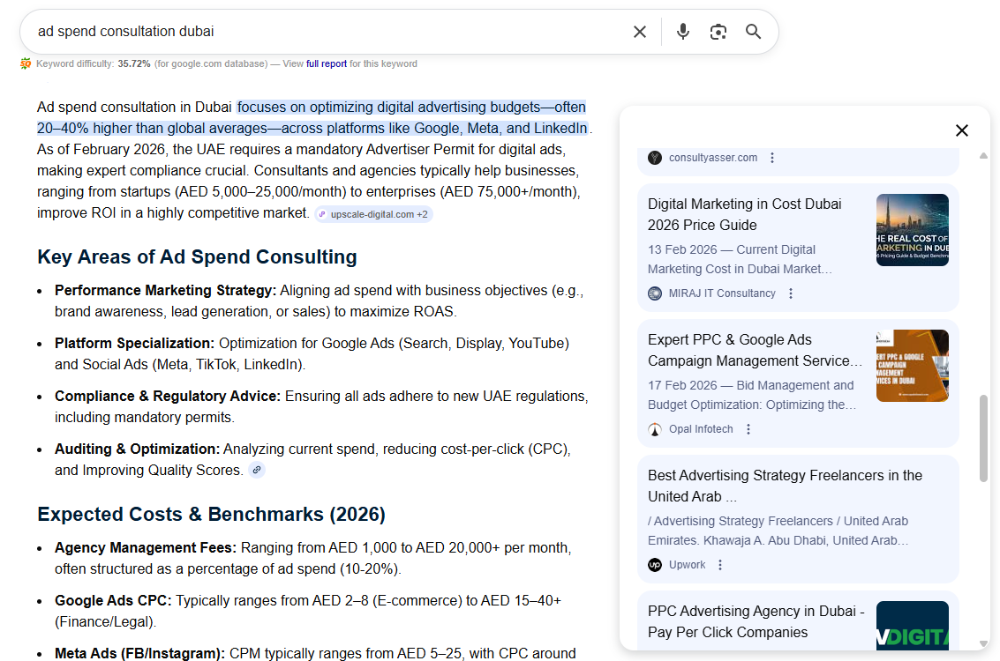 ad spend consultation dubai
Keyword difficulty: 35.72% (for google.com database) — View full report for this keyword
Ad spend consultation in Dubai focuses on optimizing digital advertising budgets—often
20–40% higher than global averages—across platforms like Google, Meta, and LinkedIn.
As of February 2026, the UAE requires a mandatory Advertiser Permit for digital ads,
making expert compliance crucial. Consultants and agencies typically help businesses,
ranging from startups (AED 5,000–25,000/month) to enterprises (AED 75,000+/month),
improve ROI in a highly competitive market. upscale-digital.com +2
Key Areas of Ad Spend Consulting
• Performance Marketing Strategy: Aligning ad spend with business objectives (e.g.,
brand awareness, lead generation, or sales) to maximize ROAS.
• Platform Specialization: Optimization for Google Ads (Search, Display, YouTube)
and Social Ads (Meta, TikTok, LinkedIn).
• Compliance & Regulatory Advice: Ensuring all ads adhere to new UAE regulations,
including mandatory permits.
• Auditing & Optimization: Analyzing current spend, reducing cost-per-click (CPC),
and Improving Quality Scores.
Expected Costs & Benchmarks (2026)
• Agency Management Fees: Ranging from AED 1,000 to AED 20,000+ per month,
often structured as a percentage of ad spend (10-20%).
• Google Ads CPC: Typically ranges from AED 2–8 (E-commerce) to AED 15–40+
(Finance/Legal).
• Meta Ads (FB/Instagram): CPM typically ranges from AED 5–25, with CPC around
consultyasser.com
Digital Marketing in Cost Dubai
2026 Price Guide
13 Feb 2026 — Current Digital
Marketing Cost in Dubai Market…
MIRAJ IT Consultancy
HE REAL COST OF
ARKETING IN DUB
6 Pricing Guide & Budget Benchm
Expert PPC & Google Ads
Campaign Management Service…
17 Feb 2026 — Bid Management and
Budget Optimization: Optimizing the…
Opal Infotech
ERT PPC & GOOGLE
CAMPAIGN
NAGEMENT
VICES IN DUBAI
Best Advertising Strategy Freelancers in the
United Arab ...
/ Advertising Strategy Freelancers / United Arab
Emirates. Khawaja A. Abu Dhabi, United Arab…
up Upwork
PPC Advertising Agency in Dubai -
Pay Per Click Companies
VDIGITA